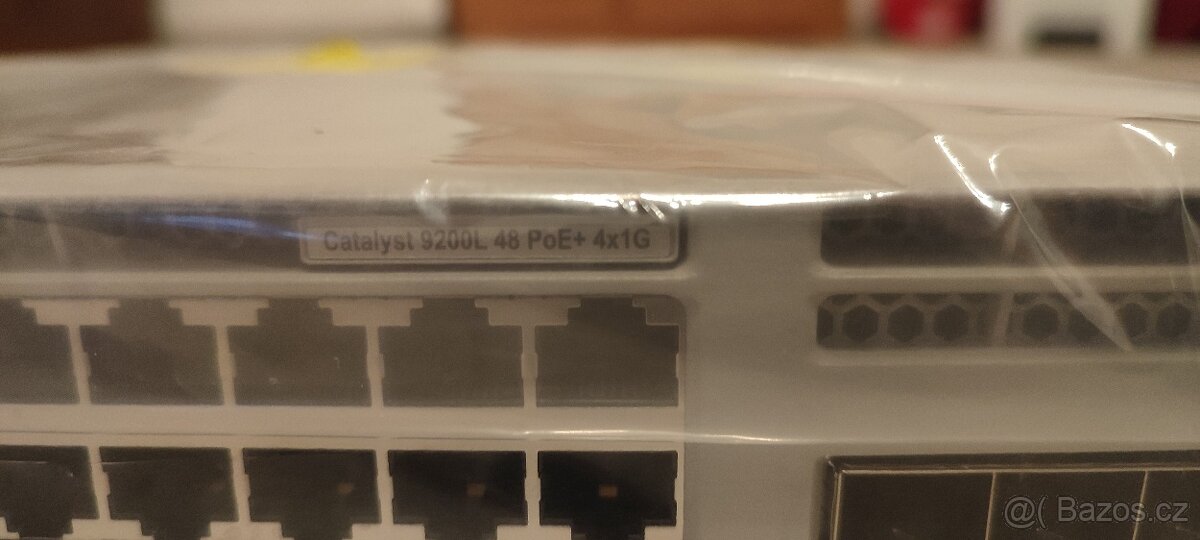 Catalyst 9200L 48 PoE+ 4x1G
@( Bazos.cz